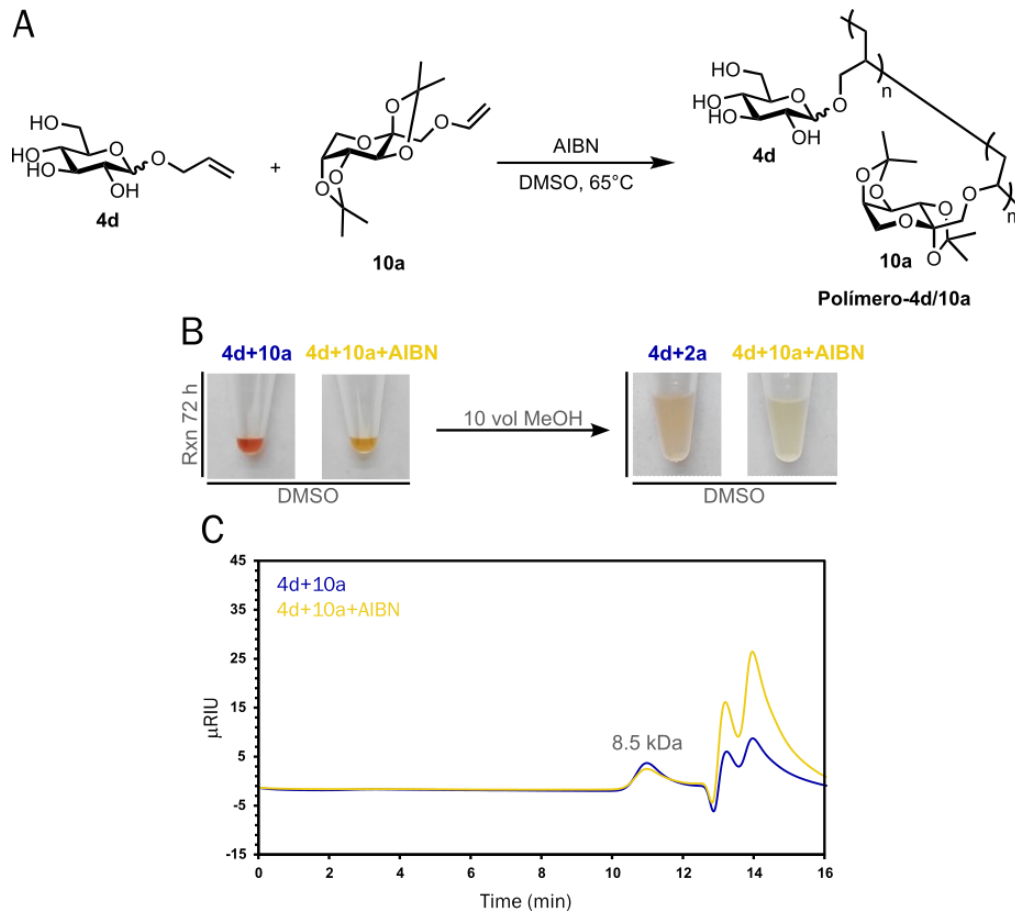 A
HO
HO
HO
OH
O
O
4d
+
O
O
O
O
O
O
10a
AIBN
DMSO, 65°C
HO
HO
HO
OH
O
O
n
4d
O
O
O
O
O
O
n
10a
Polímero-4d/10a
B
4d+10a
4d+10a+AIBN
4d+2a
4d+10a+AIBN
Rxn 72 h
10 vol MeOH
DMSO
DMSO
C
45
35
25
15
5
-5
-15
µRIU
4d+10a
4d+10a+AIBN
8.5 kDa
0 2 4 6 8 10 12 14 16
Time (min)